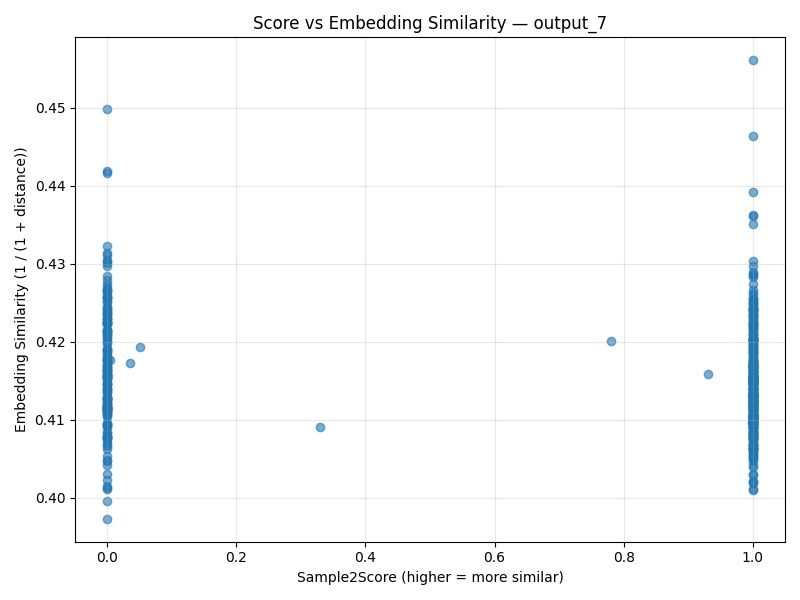 Score vs Embedding Similarity — output_7
Embedding Similarity (1 / (1 + distance))
0.45
0.44
0.43
0.42
0.41
0.40
0.0 0.2 0.4 0.6 0.8 1.0
Sample2Score (higher = more similar)